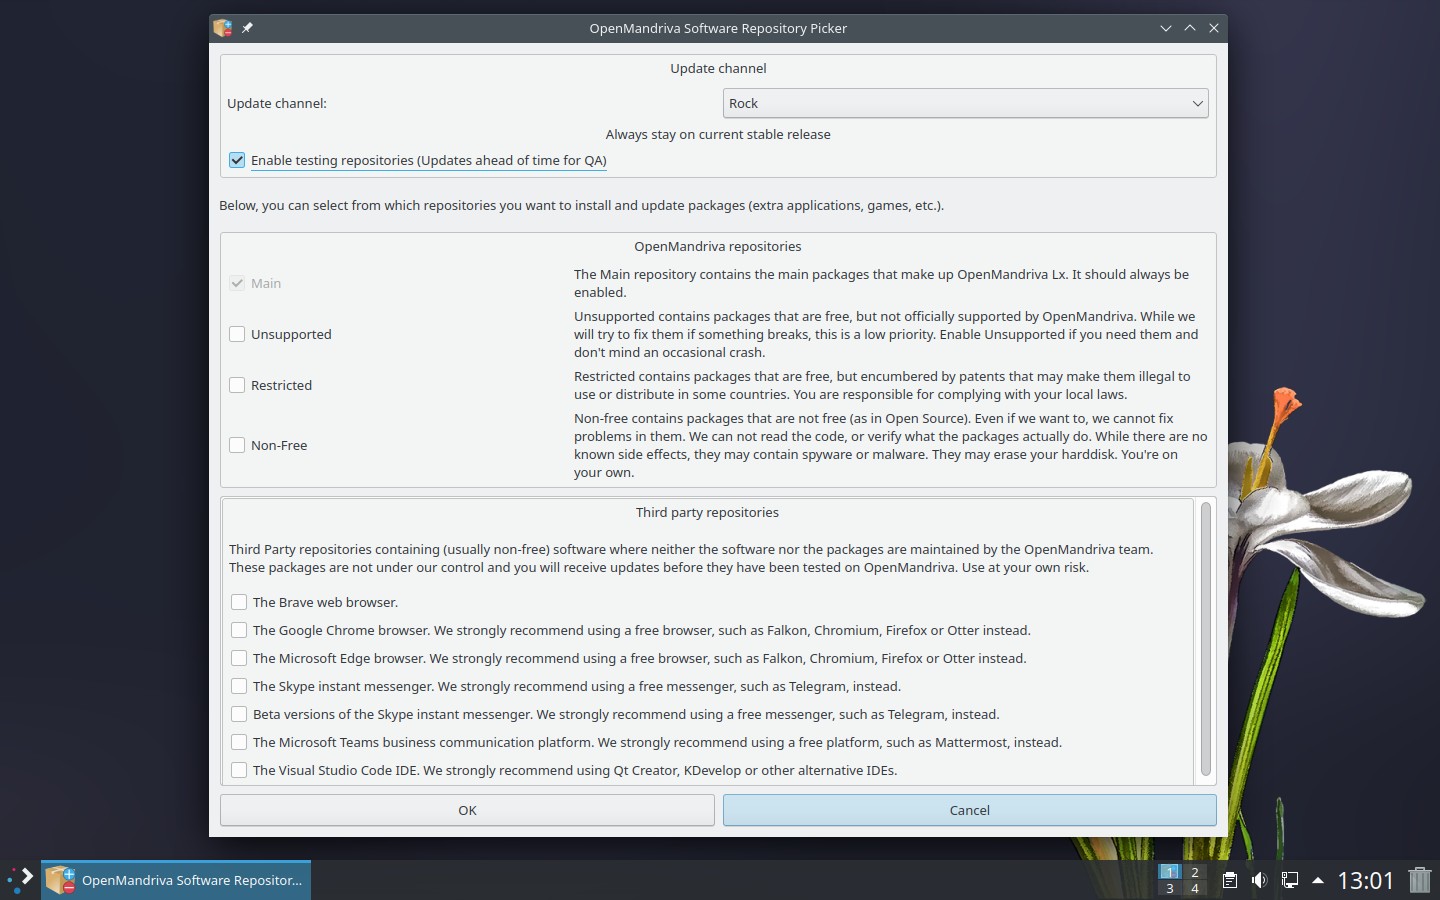 OpenMandriva Software Repository Picker
Update channel
Update channel:
Rock
Always stay on current stable release
Enable testing repositories (Updates ahead of time for QA)
Below, you can select from which repositories you want to install and update packages (extra applications, games, etc.).
OpenMandriva repositories
Main
The Main repository contains the main packages that make up OpenMandriva Lx. It should always be
enabled.
Unsupported
Unsupported contains packages that are free, but not officially supported by OpenMandriva. While we
will try to fix them if something breaks, this is a low priority. Enable Unsupported if you need them and
don't mind an occasional crash.
Restricted
Restricted contains packages that are free, but encumbered by patents that may make them illegal to
use or distribute in some countries. You are responsible for complying with your local laws.
Non-Free
Non-free contains packages that are not free (as in Open Source). Even if we want to, we cannot fix
problems in them. We can not read the code, or verify what the packages actually do. While there are no
known side effects, they may contain spyware or malware. They may erase your harddisk. You're on
your own.
Third party repositories
Third Party repositories containing (usually non-free) software where neither the software nor the packages are maintained by the OpenMandriva team.
These packages are not under our control and you will receive updates before they have been tested on OpenMandriva. Use at your own risk.
The Brave web browser.
The Google Chrome browser. We strongly recommend using a free browser, such as Falkon, Chromium, Firefox or Otter instead.
The Microsoft Edge browser. We strongly recommend using a free browser, such as Falkon, Chromium, Firefox or Otter instead.
The Skype instant messenger. We strongly recommend using a free messenger, such as Telegram, instead.
Beta versions of the Skype instant messenger. We strongly recommend using a free messenger, such as Telegram, instead.
The Microsoft Teams business communication platform. We strongly recommend using a free platform, such as Mattermost, instead.
The Visual Studio Code IDE. We strongly recommend using Qt Creator, KDevelop or other alternative IDEs.
OK
Cancel
OpenMandriva Software Repositor...
1 2
3 4
13:01